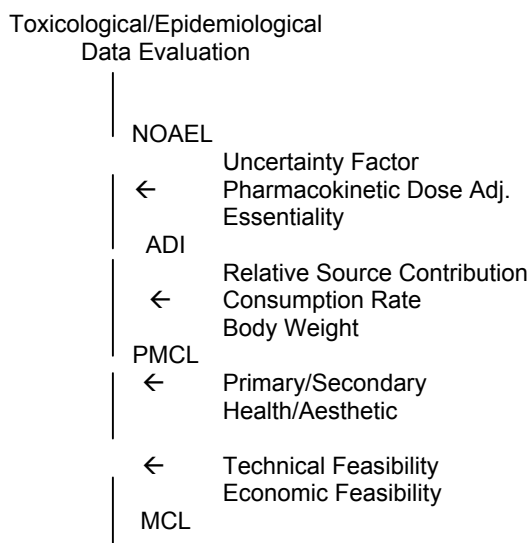 Toxicological/Epidemiological
Data Evaluation
NOAEL
Uncertainty Factor
← Pharmacokinetic Dose Adj.
Essentiality
ADI
Relative Source Contribution
← Consumption Rate
Body Weight
PMCL
← Primary/Secondary
Health/Aesthetic
← Technical Feasibility
Economic Feasibility
MCL